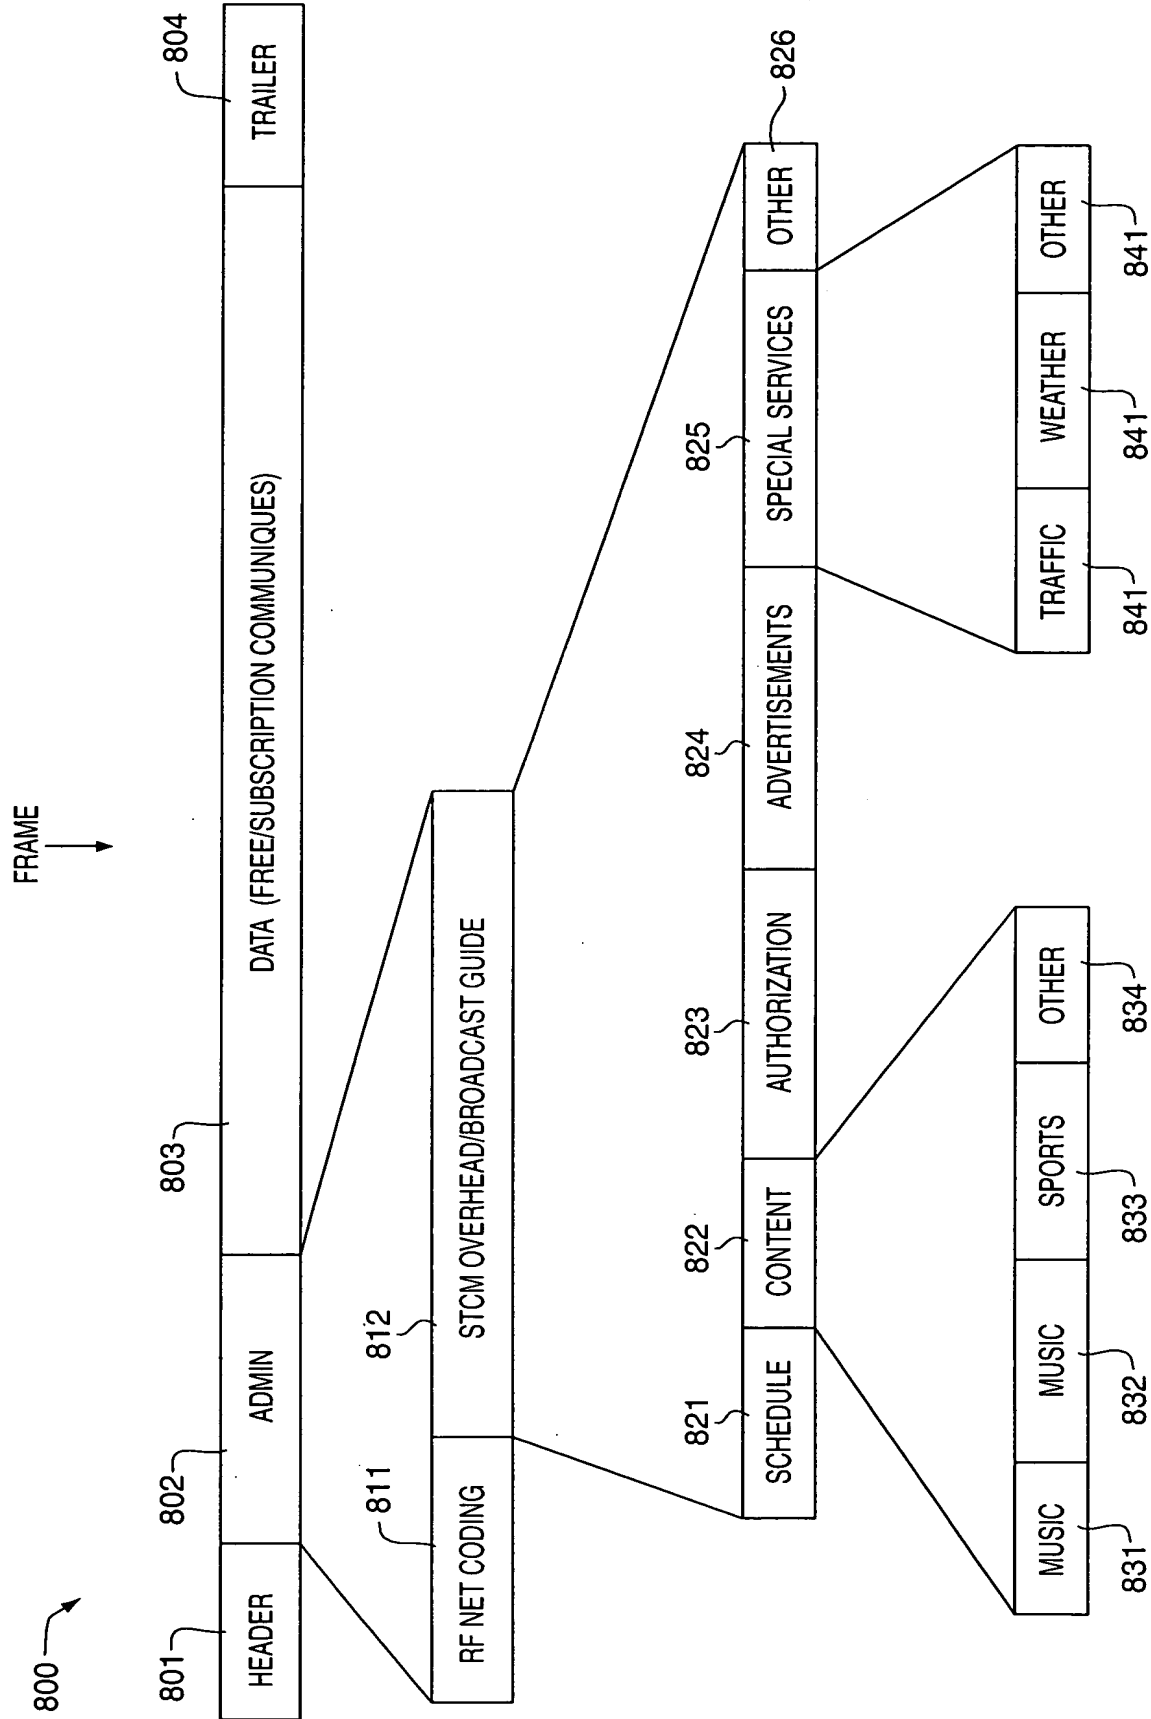 800
FRAME
801
802
803
804
HEADER
ADMIN
DATA (FREE/SUBSCRIPTION COMMUNIQUES)
TRAILER
811
812
RF NET CODING
STCM OVERHEAD/BROADCAST GUIDE
821
822
823
824
825
826
SCHEDULE
CONTENT
AUTHORIZATION
ADVERTISEMENTS
SPECIAL SERVICES
OTHER
MUSIC
MUSIC
SPORTS
OTHER
831
832
833
834
TRAFFIC
WEATHER
OTHER
841
841
841